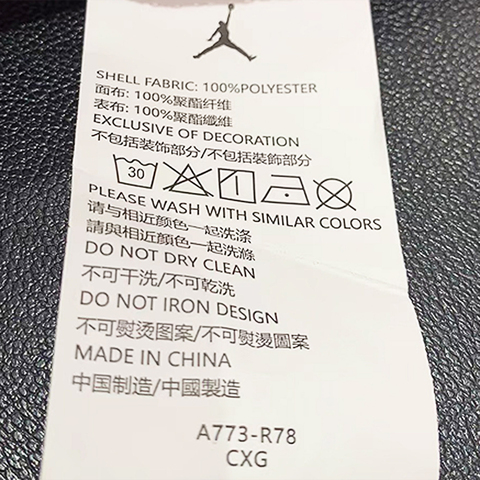 SHELL FABRIC: 100%POLYESTER
面布: 100%聚酯纤维
表布: 100%聚酯纖維
EXCLUSIVE OF DECORATION
不包括装饰部分/不包括裝飾部分
30
PLEASE WASH WITH SIMILAR COLORS
请与相近颜色一起洗涤
請與相近顏色一起洗滌
DO NOT DRY CLEAN
不可干洗/不可乾洗
DO NOT IRON DESIGN
不可熨烫图案/不可熨燙圖案
MADE IN CHINA
中国制造/中國製造
A773-R78
CXG